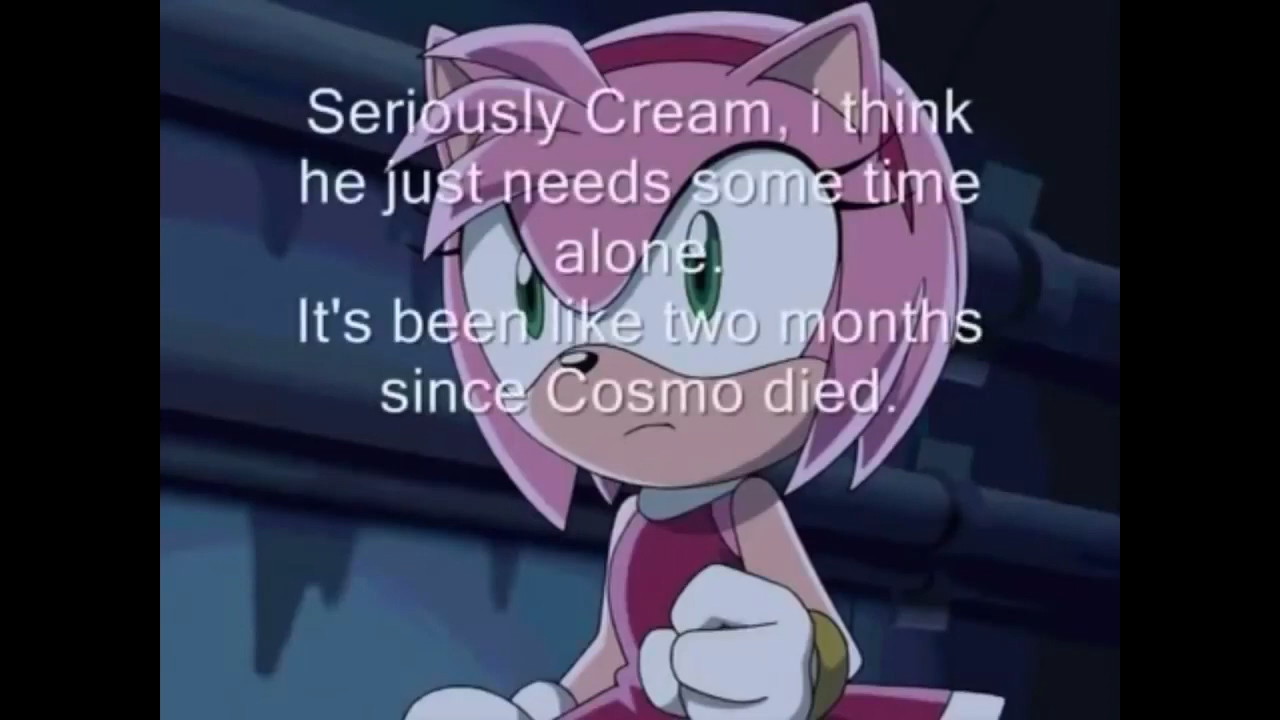 Seriously Cream, i think
he just needs some time
alone.
It's been like two months
since Cosmo died.